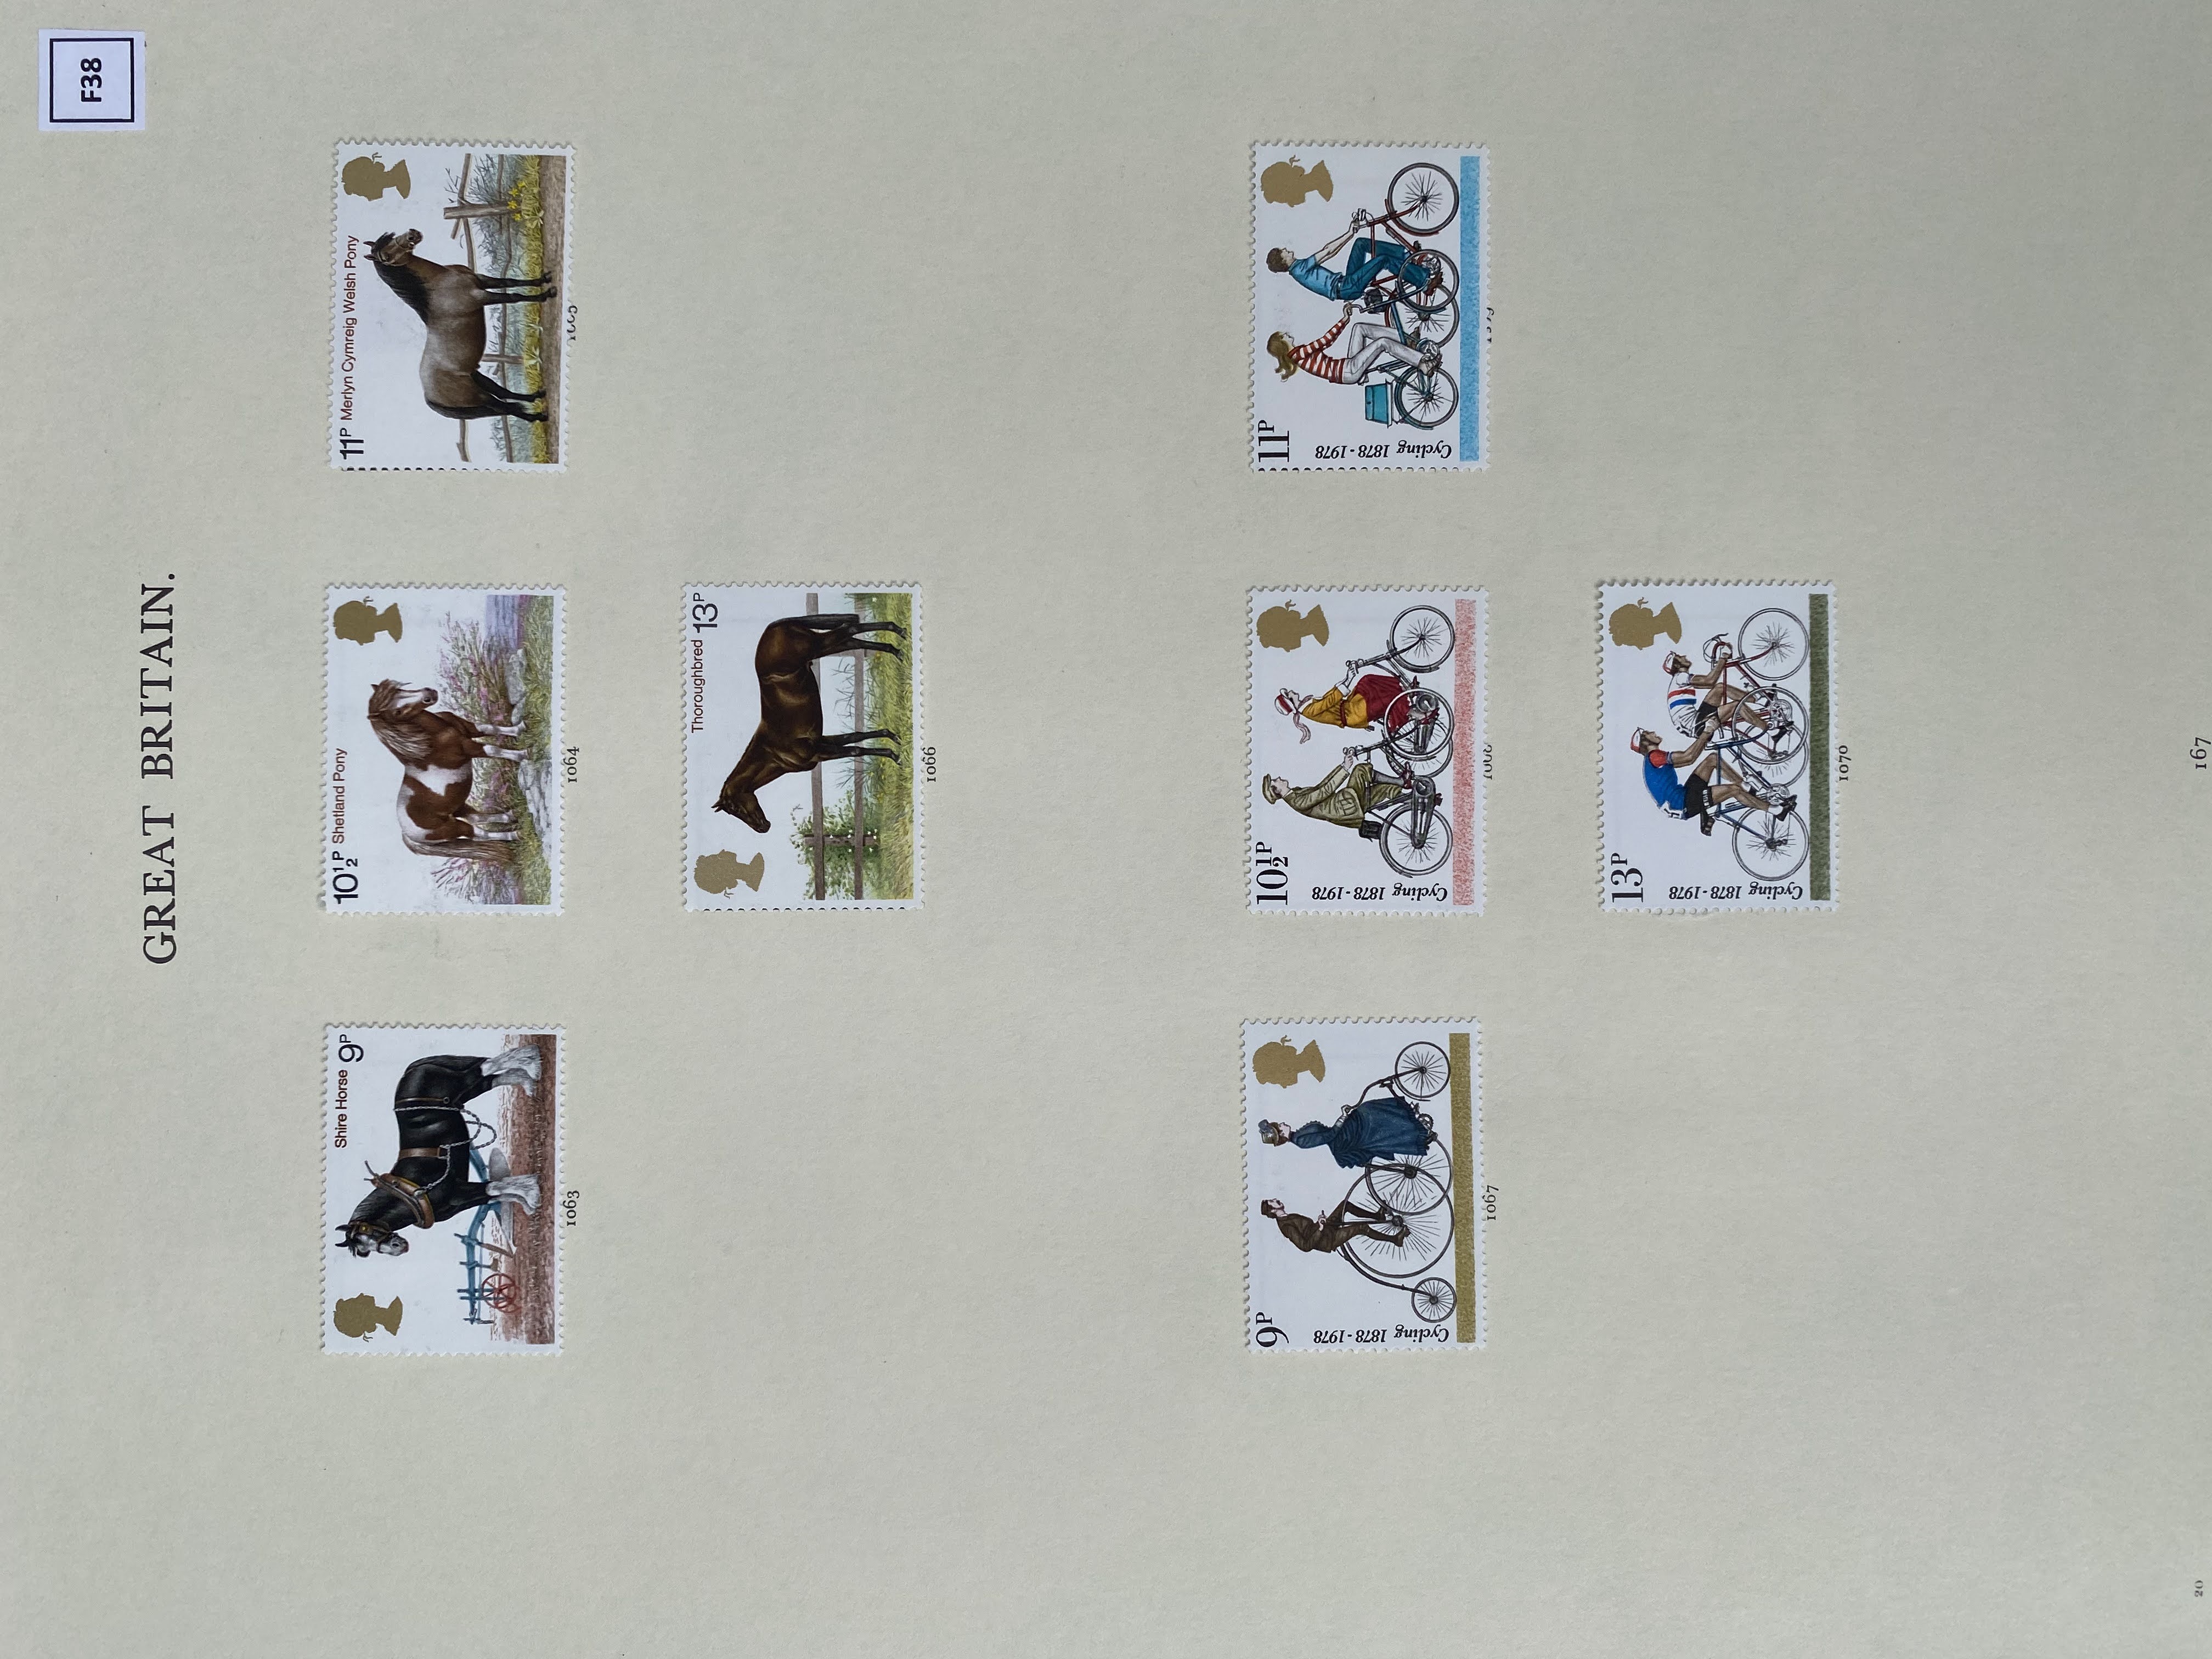 F38
GREAT BRITAIN.
Shire Horse 9P
10½P Shetland Pony
11P Merlyn Cymreig Welsh Pony
1063
1064
Thoroughbred 13P
1066
9P
Cycling 1878-1978
10½P
Cycling 1878-1978
11P
Cycling 1878-1978
1067
13P
Cycling 1878-1978
1070
20
167